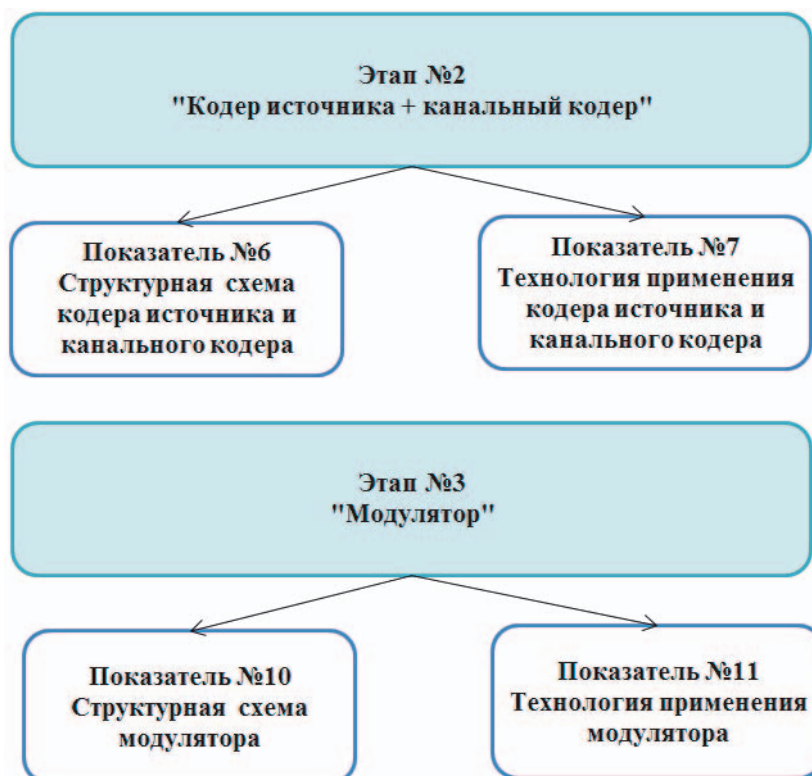 Этап №2
"Кодер источника + канальный кодер"
Показатель №6
Структурная схема
кодера источника и
канального кодера
Показатель №7
Технология применения
кодера источника и
канального кодера
Этап №3
"Модулятор"
Показатель №10
Структурная схема
модулятора
Показатель №11
Технология применения
модулятора